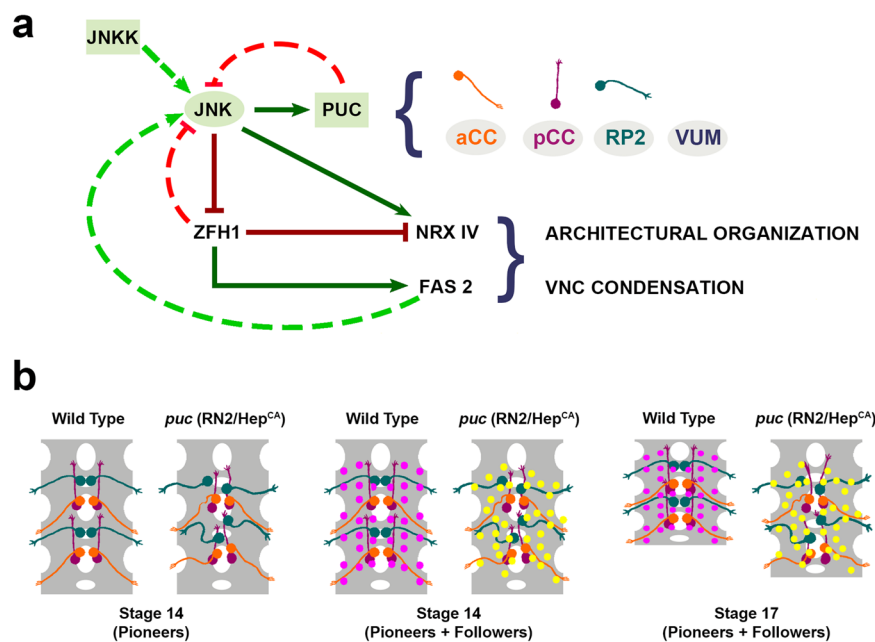 a
JNKK
JNK
PUC
aCC
pCC
RP2
VUM
ZFH1
NRX IV
ARCHITECTURAL ORGANIZATION
FAS 2
VNC CONDENSATION
b
Wild Type
puc (RN2/Hep^CA)
Wild Type
puc (RN2/Hep^CA)
Wild Type
puc (RN2/Hep^CA)
Stage 14
(Pioneers)
Stage 14
(Pioneers + Followers)
Stage 17
(Pioneers + Followers)